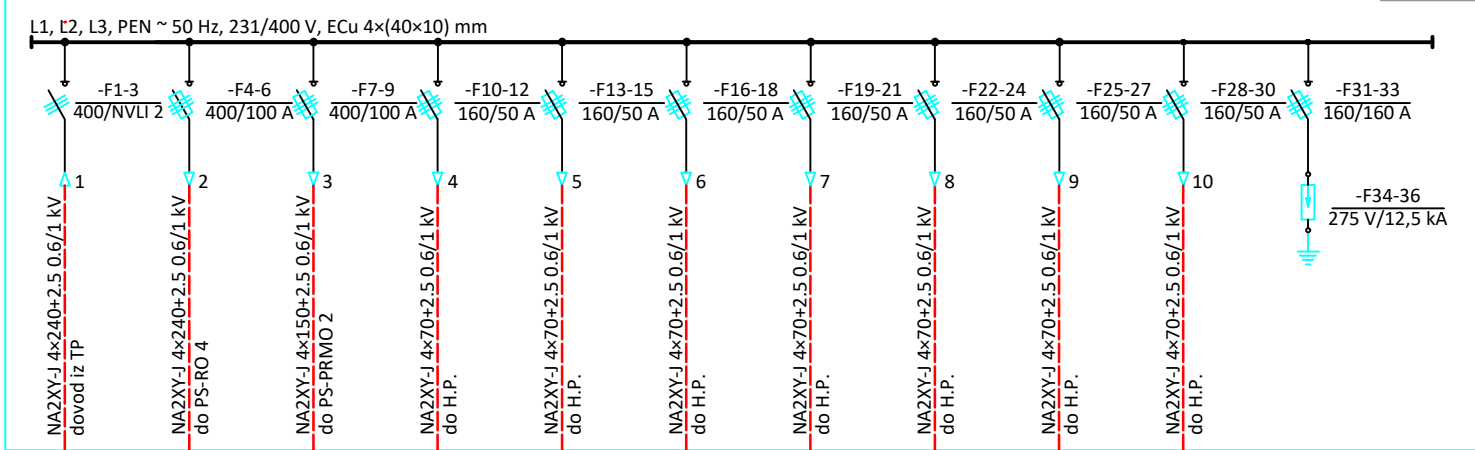 L1, L2, L3, PEN ~ 50 Hz, 231/400 V, ECu 4×(40×10) mm
-F1-3
400/NVLI 2
-F4-6
400/100 A
-F7-9
400/100 A
-F10-12
160/50 A
-F13-15
160/50 A
-F16-18
160/50 A
-F19-21
160/50 A
-F22-24
160/50 A
-F25-27
160/50 A
-F28-30
160/50 A
-F31-33
160/160 A
1
2
3
4
5
6
7
8
9
10
-F34-36
275 V/12,5 kA
NA2XY-J 4×240+2.5 0.6/1 kV
dovod iz TP
NA2XY-J 4×240+2.5 0.6/1 kV
do PS-RO 4
NA2XY-J 4×150+2.5 0.6/1 kV
do PS-PRMO 2
NA2XY-J 4×70+2.5 0.6/1 kV
do H.P.
NA2XY-J 4×70+2.5 0.6/1 kV
do H.P.
NA2XY-J 4×70+2.5 0.6/1 kV
do H.P.
NA2XY-J 4×70+2.5 0.6/1 kV
do H.P.
NA2XY-J 4×70+2.5 0.6/1 kV
do H.P.
NA2XY-J 4×70+2.5 0.6/1 kV
do H.P.
NA2XY-J 4×70+2.5 0.6/1 kV
do H.P.